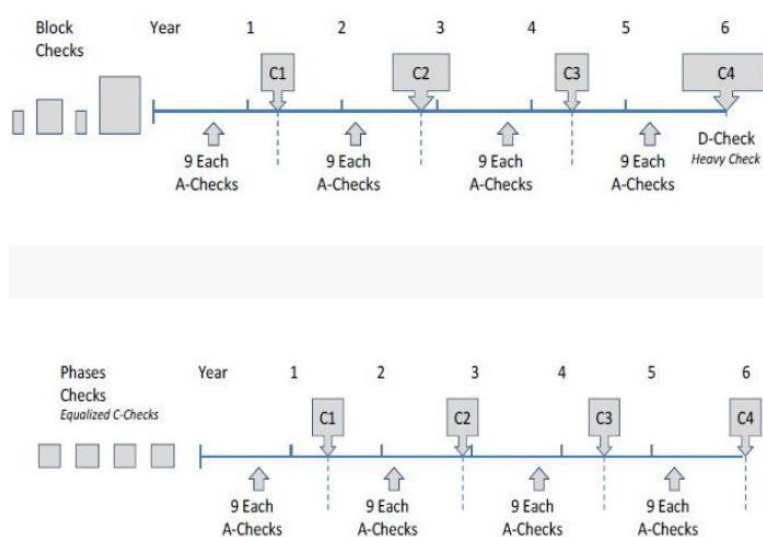 Block
Checks
Year 1 2 3 4 5 6
C1 C2 C3 C4
9 Each
A-Checks
9 Each
A-Checks
9 Each
A-Checks
9 Each
A-Checks
D-Check
Heavy Check
Phases
Checks
Equalized C-Checks
Year 1 2 3 4 5 6
C1 C2 C3 C4
9 Each
A-Checks
9 Each
A-Checks
9 Each
A-Checks
9 Each
A-Checks